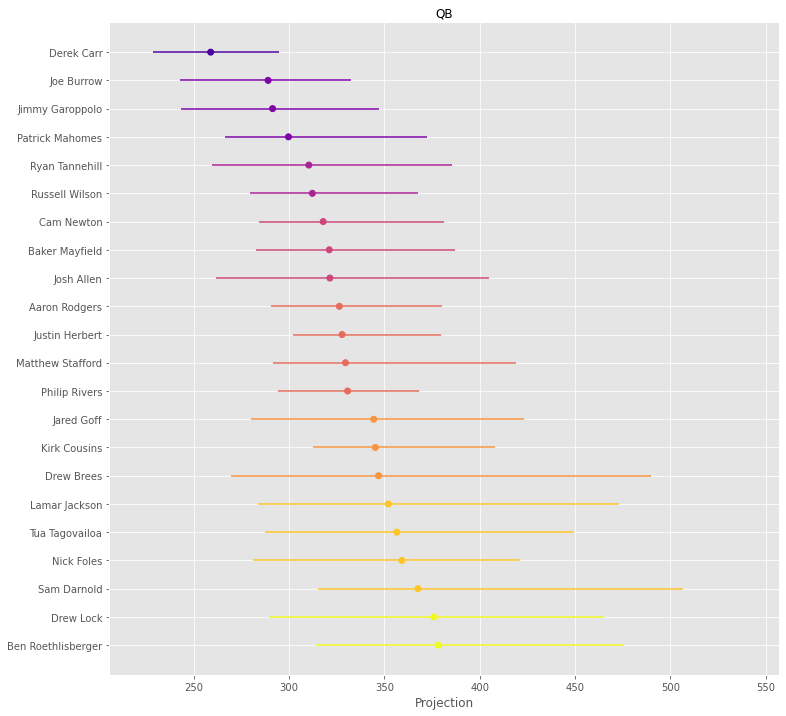 QB
Derek Carr
Joe Burrow
Jimmy Garoppolo
Patrick Mahomes
Ryan Tannehill
Russell Wilson
Cam Newton
Baker Mayfield
Josh Allen
Aaron Rodgers
Justin Herbert
Matthew Stafford
Philip Rivers
Jared Goff
Kirk Cousins
Drew Brees
Lamar Jackson
Tua Tagovailoa
Nick Foles
Sam Darnold
Drew Lock
Ben Roethlisberger
250 300 350 400 450 500 550
Projection